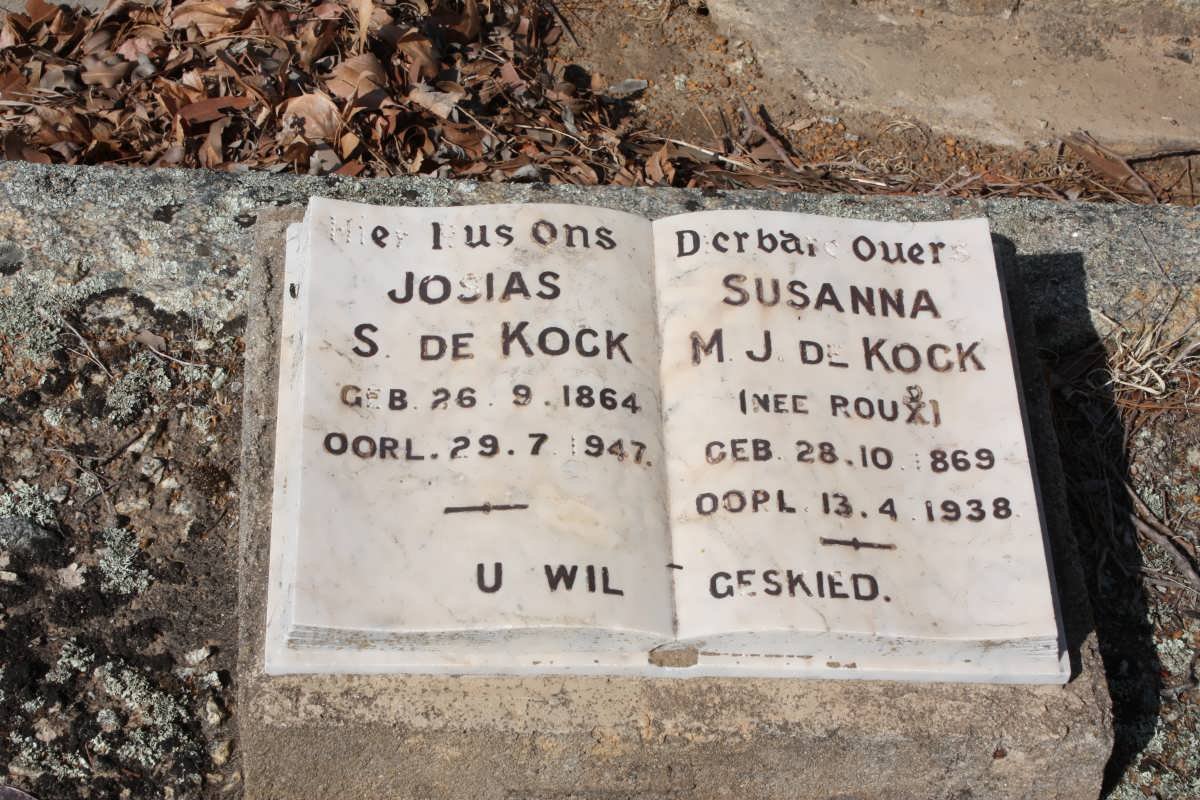 Hier Rus Ons Dierbare Ouers
JOSIAS
S. DE KOCK
GEB. 26. 9. 1864
OORL. 29. 7. 1947.
SUSANNA
M. J. DE KOCK
(NEE ROUX)
GEB. 28. 10. 1869
OORL. 13. 4. 1938.
U WIL GESKIED.